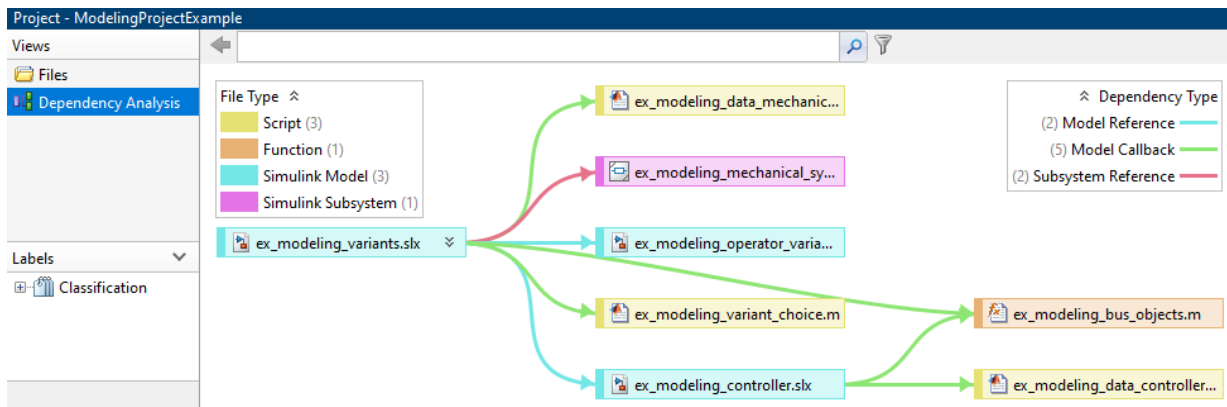 Project - ModelingProjectExample
Views
Files
Dependency Analysis
Labels
Classification
File Type
Script (3)
Function (1)
Simulink Model (3)
Simulink Subsystem (1)
Dependency Type
(2) Model Reference
(5) Model Callback
(2) Subsystem Reference
ex_modeling_variants.slx
ex_modeling_data_mechanic...
ex_modeling_mechanical_sy...
ex_modeling_operator_varia...
ex_modeling_variant_choice.m
ex_modeling_controller.slx
ex_modeling_bus_objects.m
ex_modeling_data_controller...